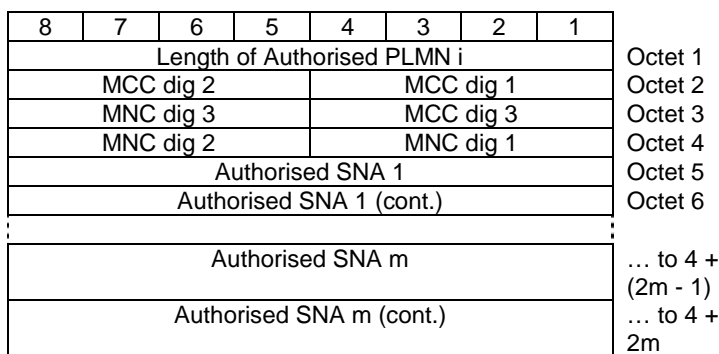 8 7 6 5 4 3 2 1
Length of Authorised PLMN i Octet 1
MCC dig 2 MCC dig 1 Octet 2
MNC dig 3 MCC dig 3 Octet 3
MNC dig 2 MNC dig 1 Octet 4
Authorised SNA 1 Octet 5
Authorised SNA 1 (cont.) Octet 6
Authorised SNA m … to 4 +
(2m - 1)
Authorised SNA m (cont.) … to 4 +
2m